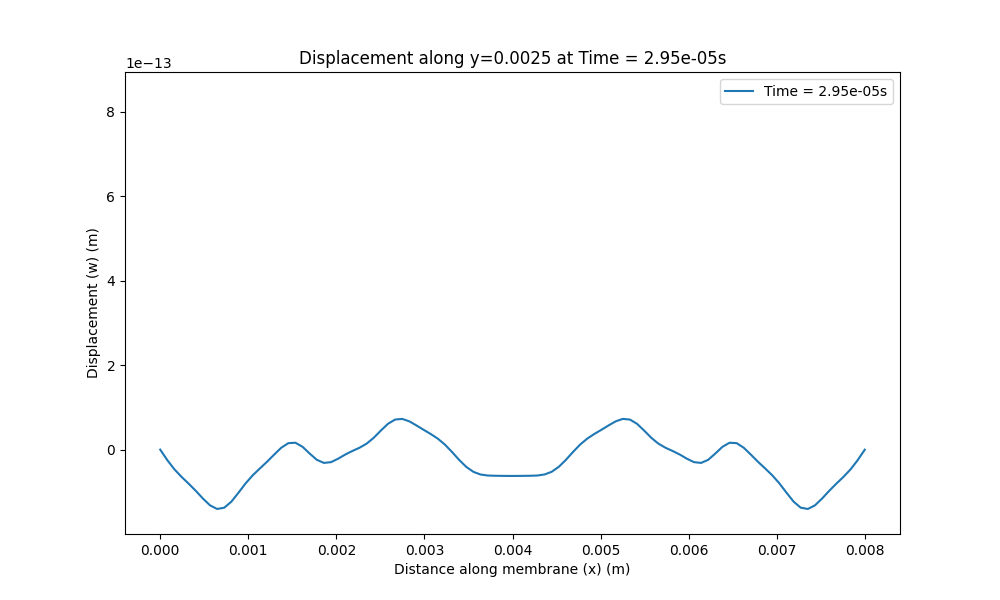 Displacement along y=0.0025 at Time = 2.95e-05s
1e−13
Time = 2.95e-05s
8
6
4
2
0
Displacement (w) (m)
0.000 0.001 0.002 0.003 0.004 0.005 0.006 0.007 0.008
Distance along membrane (x) (m)